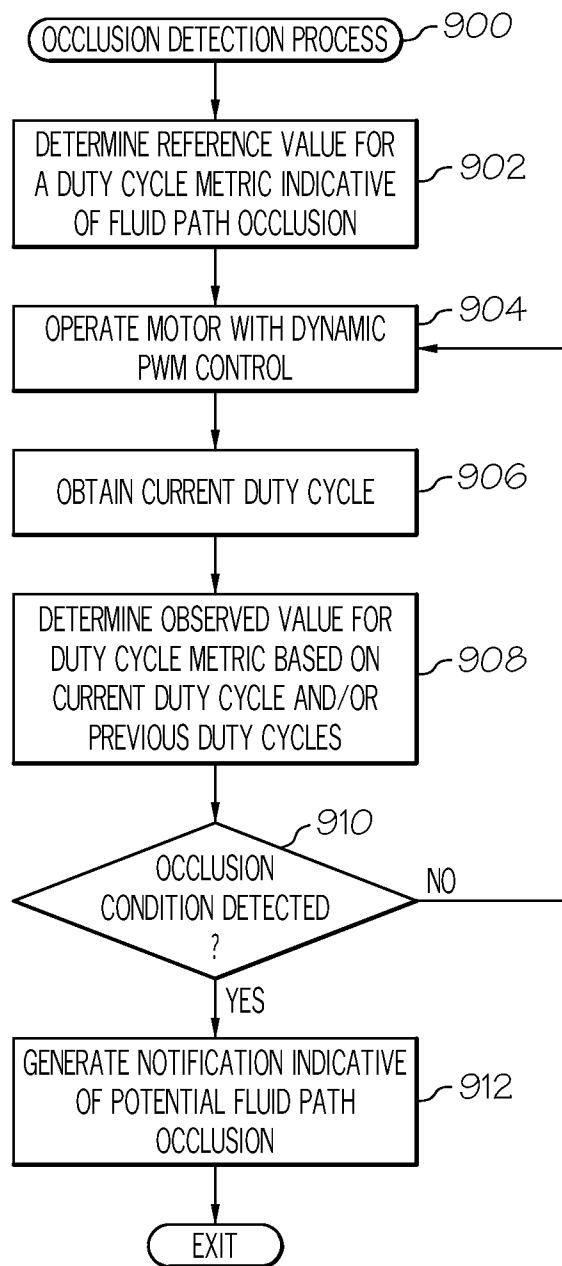 OCCLUSION DETECTION PROCESS
900
DETERMINE REFERENCE VALUE FOR
A DUTY CYCLE METRIC INDICATIVE
OF FLUID PATH OCCLUSION
902
OPERATE MOTOR WITH DYNAMIC
PWM CONTROL
904
OBTAIN CURRENT DUTY CYCLE
906
DETERMINE OBSERVED VALUE FOR
DUTY CYCLE METRIC BASED ON
CURRENT DUTY CYCLE AND/OR
PREVIOUS DUTY CYCLES
908
910
OCCLUSION
CONDITION DETECTED
?
NO
YES
GENERATE NOTIFICATION INDICATIVE
OF POTENTIAL FLUID PATH
OCCLUSION
912
EXIT